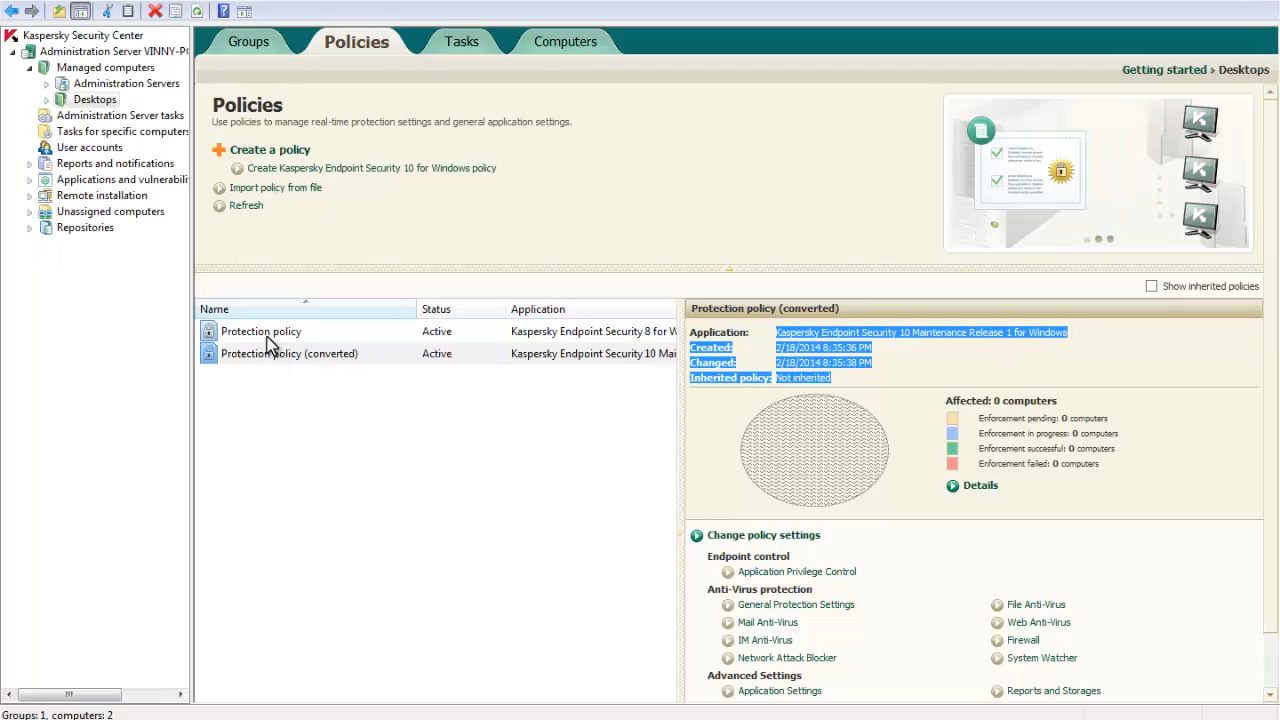 Kaspersky Security Center
Administration Server VINNY-PC
Managed computers
Administration Servers
Desktops
Administration Server tasks
Tasks for specific computers
User accounts
Reports and notifications
Applications and vulnerabili
Remote installation
Unassigned computers
Repositories
Groups
Policies
Tasks
Computers
Getting started » Desktops
Policies
Use policies to manage real-time protection settings and general application settings.
Create a policy
Create Kaspersky Endpoint Security 10 for Windows policy
Import policy from file
Refresh
Show inherited policies
Name Status Application
Protection policy Active Kaspersky Endpoint Security 8 for W
Protection policy (converted) Active Kaspersky Endpoint Security 10 Mai
Protection policy (converted)
Application: Kaspersky Endpoint Security 10 Maintenance Release 1 for Windows
Created: 2/18/2014 8:35:36 PM
Changed: 2/18/2014 8:35:38 PM
Inherited policy: Not inherited
Affected: 0 computers
Enforcement pending: 0 computers
Enforcement in progress: 0 computers
Enforcement successful: 0 computers
Enforcement failed: 0 computers
Details
Change policy settings
Endpoint control
Application Privilege Control
Anti-Virus protection
General Protection Settings File Anti-Virus
Mail Anti-Virus Web Anti-Virus
IM Anti-Virus Firewall
Network Attack Blocker System Watcher
Advanced Settings
Application Settings Reports and Storages
Groups: 1, computers: 2